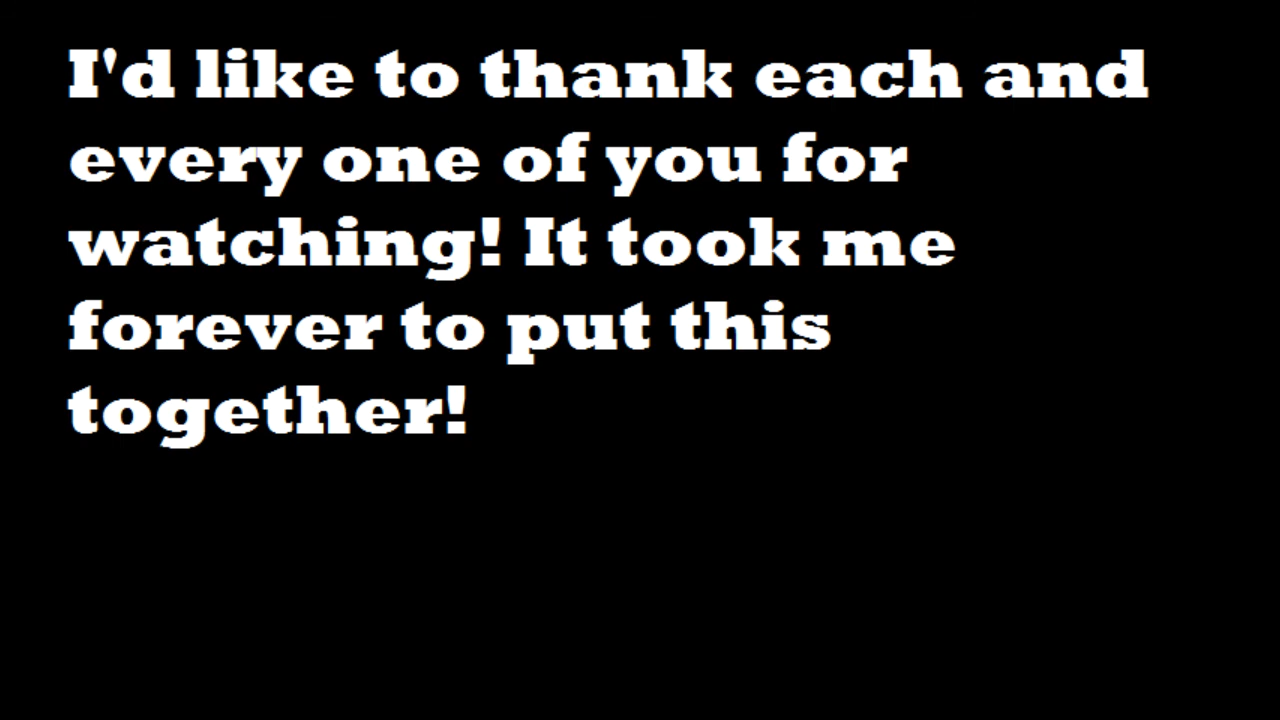 I'd like to thank each and
every one of you for
watching! It took me
forever to put this
together!